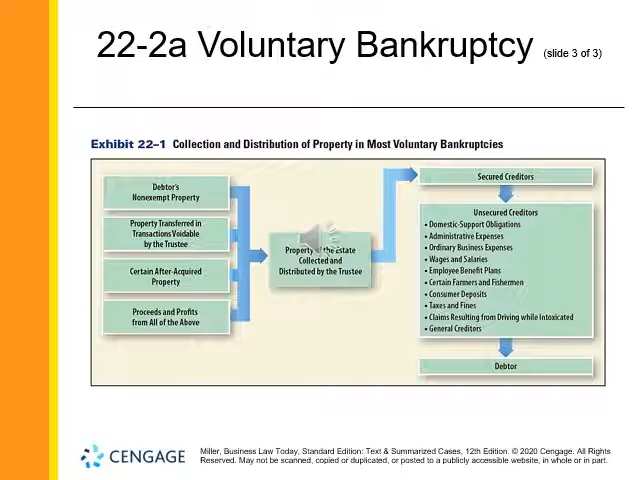 22-2a Voluntary Bankruptcy (slide 3 of 3)
Exhibit 22–1 Collection and Distribution of Property in Most Voluntary Bankruptcies
Debtor's
Nonexempt Property
Property Transferred in
Transactions Voidable
by the Trustee
Certain After-Acquired
Property
Proceeds and Profits
from All of the Above
Property of the Estate
Collected and
Distributed by the Trustee
Secured Creditors
Unsecured Creditors
• Domestic-Support Obligations
• Administrative Expenses
• Ordinary Business Expenses
• Wages and Salaries
• Employee Benefit Plans
• Certain Farmers and Fishermen
• Consumer Deposits
• Taxes and Fines
• Claims Resulting from Driving while Intoxicated
• General Creditors
Debtor
CENGAGE
Miller, Business Law Today, Standard Edition: Text & Summarized Cases, 12th Edition. © 2020 Cengage. All Rights
Reserved. May not be scanned, copied or duplicated, or posted to a publicly accessible website, in whole or in part.